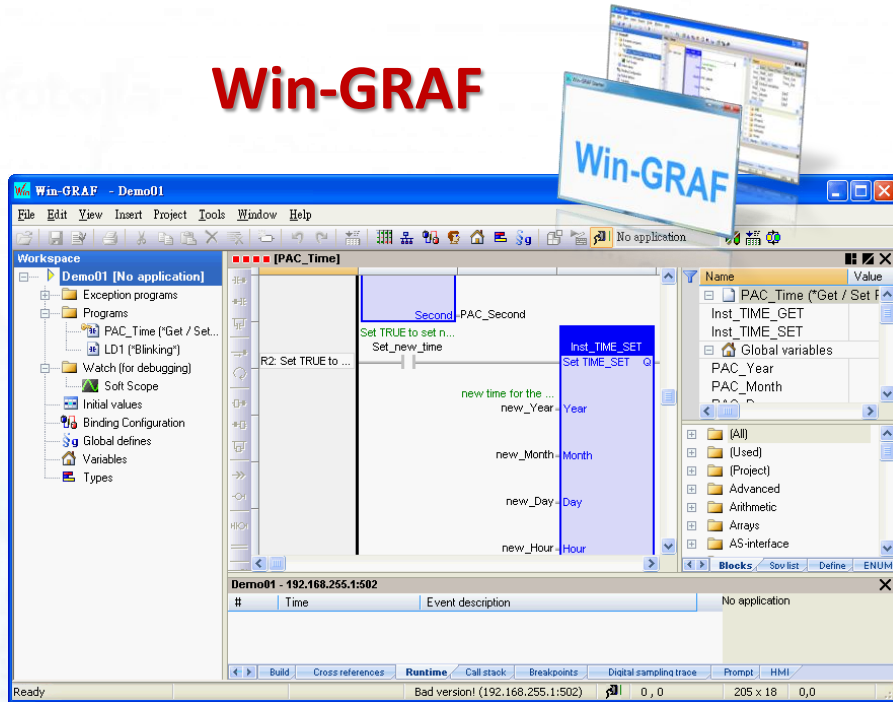 Win-GRAF
Win-GRAF
Win-GRAF - Demo01
File Edit View Insert Project Tools Window Help
No application
Workspace
Demo01 [No application]
Exception programs
Programs
PAC_Time (*Get / Set...
LD1 (*Blinking*)
Watch (for debugging)
Soft Scope
Initial values
Binding Configuration
Global defines
Variables
Types
[PAC_Time]
Second PAC_Second
Set TRUE to set n...
Set_new_time
Inst_TIME_SET
R2: Set TRUE to ...
Set TIME_SET Q
new time for the ...
new_Year Year
new_Month Month
new_Day Day
new_Hour Hour
Name Value
PAC_Time (*Get / Set F
Inst_TIME_GET
Inst_TIME_SET
Global variables
PAC_Year
PAC_Month
(All)
(Used)
(Project)
Advanced
Arithmetic
Arrays
AS-interface
Blocks Spy list Define ENUM
Demo01 - 192.168.255.1:502
# Time Event description
No application
Build Cross references Runtime Call stack Breakpoints Digital sampling trace Prompt HMI
Ready Bad version! (192.168.255.1:502) 0 , 0 205 x 18 0,0